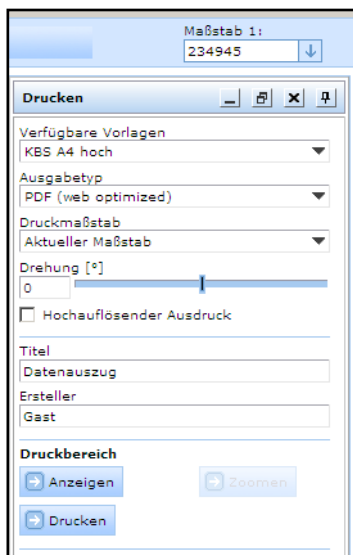 Maßstab 1:
234945
Drucken
Verfügbare Vorlagen
KBS A4 hoch
Ausgabetyp
PDF (web optimized)
Druckmaßstab
Aktueller Maßstab
Drehung [°]
0
Hochauflösender Ausdruck
Titel
Datenauszug
Ersteller
Gast
Druckbereich
Anzeigen Zoomen
Drucken